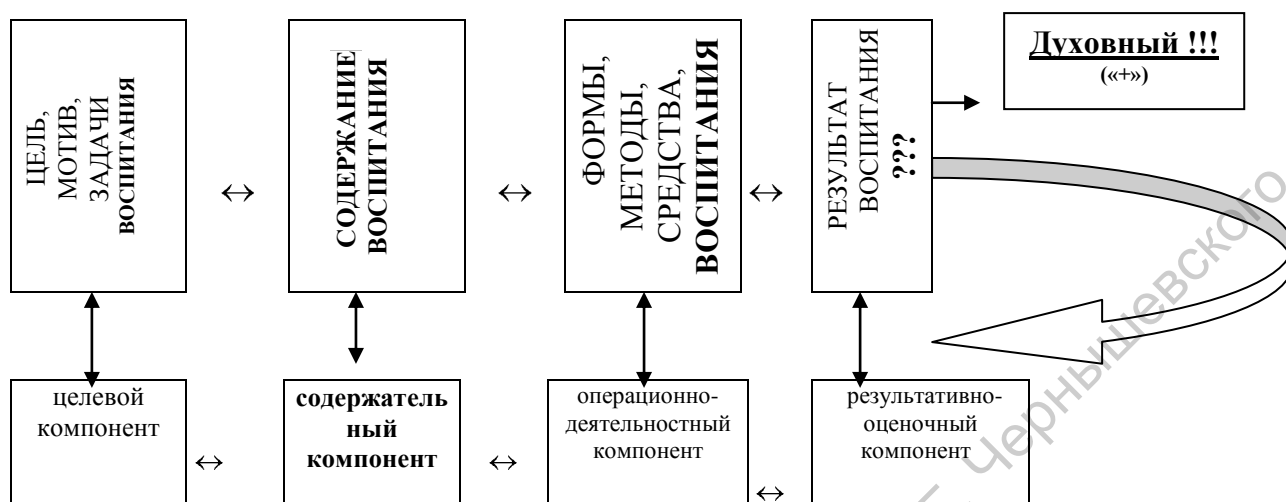 ЦЕЛЬ,
МОТИВ,
ЗАДАЧИ
ВОСПИТАНИЯ
↔
СОДЕРЖАНИЕ
ВОСПИТАНИЯ
↔
ФОРМЫ,
МЕТОДЫ,
СРЕДСТВА,
ВОСПИТАНИЯ
↔
РЕЗУЛЬТАТ
ВОСПИТАНИЯ
???
Духовный !!!
(«+»)
целевой
компонент
↔
содержатель
ный
компонент
↔
операционно-
деятельностный
компонент
↔
результативно-
оценочный
компонент
Чернышевского